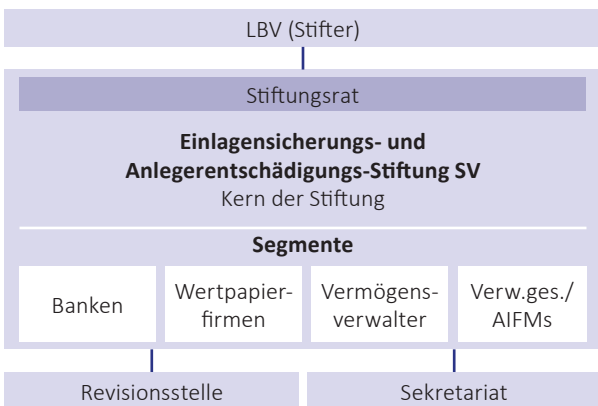 LBV (Stifter)
Stiftungsrat
Einlagensicherungs- und
Anlegerentschädigungs-Stiftung SV
Kern der Stiftung
Segmente
Banken
Wertpapier-
firmen
Vermögens-
verwalter
Verw.ges./
AIFMs
Revisionsstelle
Sekretariat